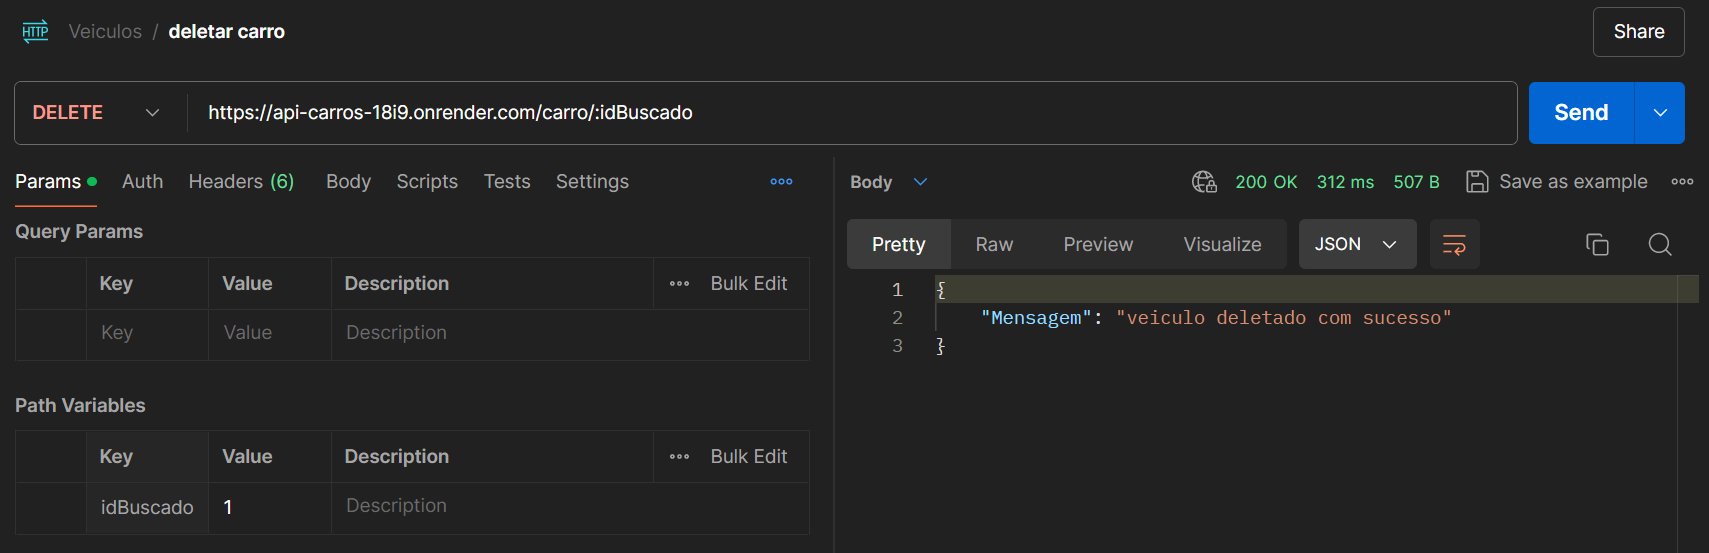 HTTP Veiculos / deletar carro Share
DELETE https://api-carros-18i9.onrender.com/carro/:idBuscado Send
Params Auth Headers (6) Body Scripts Tests Settings
Query Params
Key Value Description Bulk Edit
Key Value Description
Path Variables
Key Value Description Bulk Edit
idBuscado 1 Description
Body 200 OK 312 ms 507 B Save as example
Pretty Raw Preview Visualize JSON
1 {
2 "Mensagem": "veiculo deletado com sucesso"
3 }